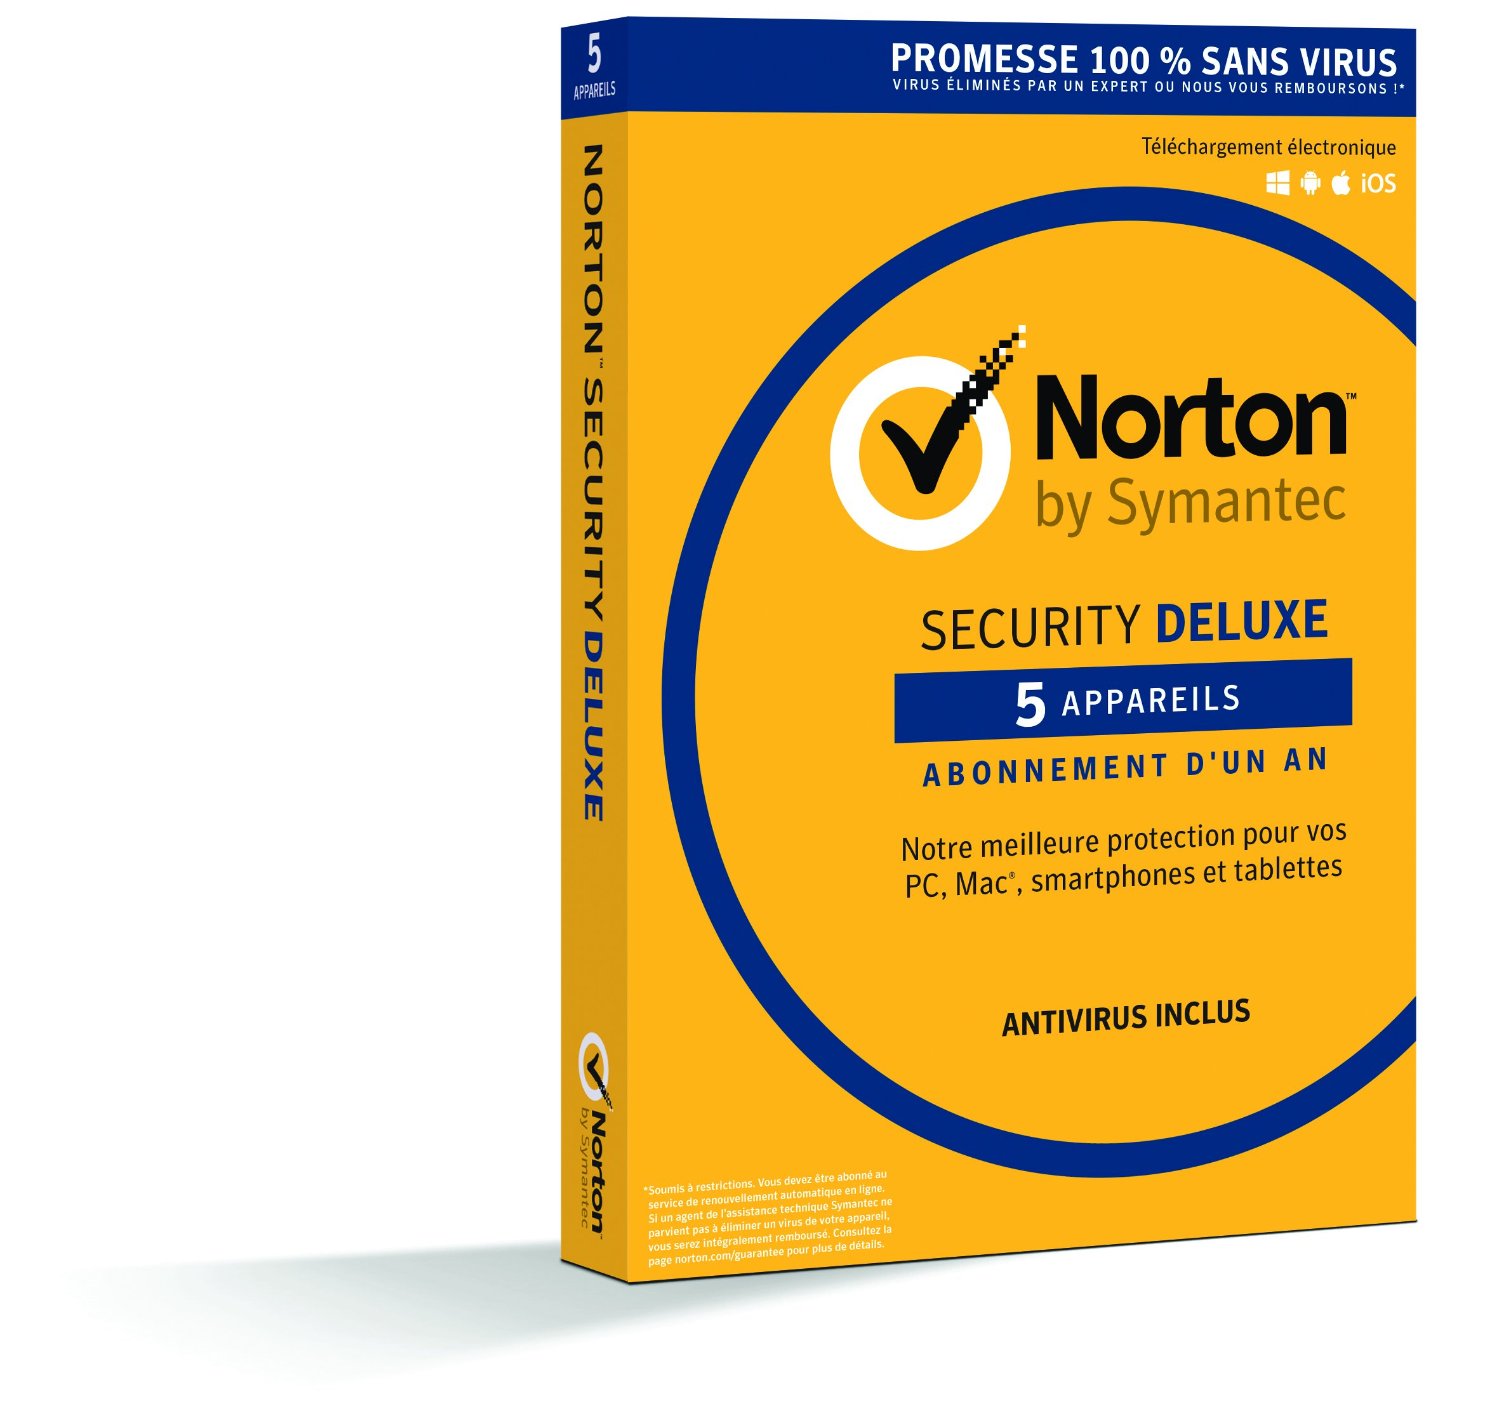 5
APPAREILS
NORTON™ SECURITY DELUXE
Norton
by Symantec
PROMESSE 100 % SANS VIRUS
VIRUS ÉLIMINÉS PAR UN EXPERT OU NOUS VOUS REMBOURSONS !*
Téléchargement électronique
iOS
Norton™
by Symantec
SECURITY DELUXE
5 APPAREILS
ABONNEMENT D'UN AN
Notre meilleure protection pour vos
PC, Mac®, smartphones et tablettes
ANTIVIRUS INCLUS
*Soumis à restrictions. Vous devez être abonné au
service de renouvellement automatique en ligne.
Si un agent de l'assistance technique Symantec ne
parvient pas à éliminer un virus de votre appareil,
vous serez intégralement remboursé. Consultez la
page norton.com/guarantee pour plus de détails.